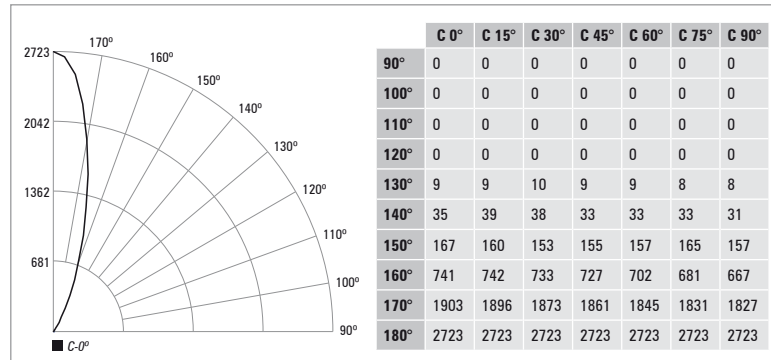 2723
2042
1362
681
170º
160º
150º
140º
130º
120º
110º
100º
90º
C-0º
C 0° C 15° C 30° C 45° C 60° C 75° C 90°
90° 0 0 0 0 0 0 0
100° 0 0 0 0 0 0 0
110° 0 0 0 0 0 0 0
120° 0 0 0 0 0 0 0
130° 9 9 10 9 9 8 8
140° 35 39 38 33 33 33 31
150° 167 160 153 155 157 165 157
160° 741 742 733 727 702 681 667
170° 1903 1896 1873 1861 1845 1831 1827
180° 2723 2723 2723 2723 2723 2723 2723